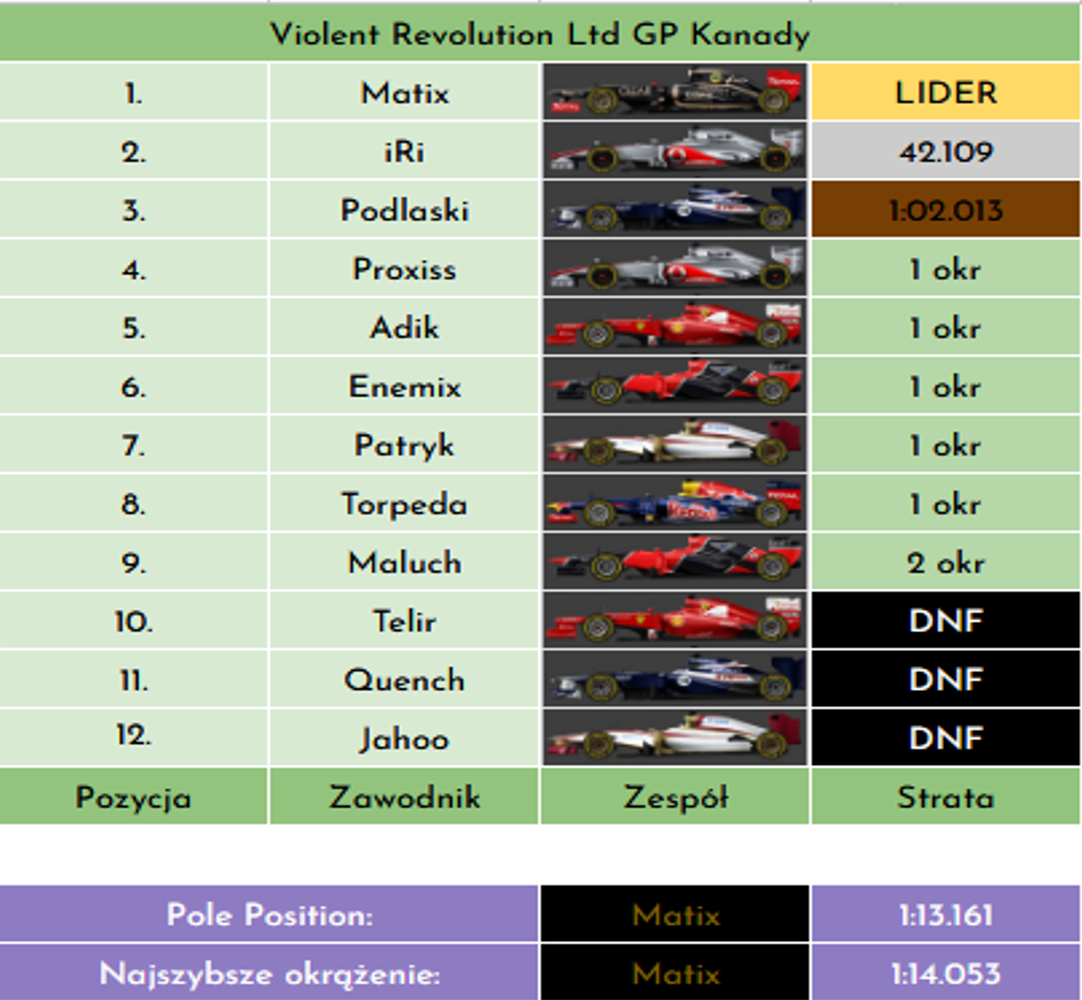 Violent Revolution Ltd GP Kanady
1. Matix LIDER
2. iRi 42.109
3. Podlaski 1:02.013
4. Proxiss 1 okr
5. Adik 1 okr
6. Enemix 1 okr
7. Patryk 1 okr
8. Torpeda 1 okr
9. Maluch 2 okr
10. Telir DNF
11. Quench DNF
12. Jahoo DNF
Pozycja Zawodnik Zespół Strata
Pole Position: Matix 1:13.161
Najszybsze okrążenie: Matix 1:14.053